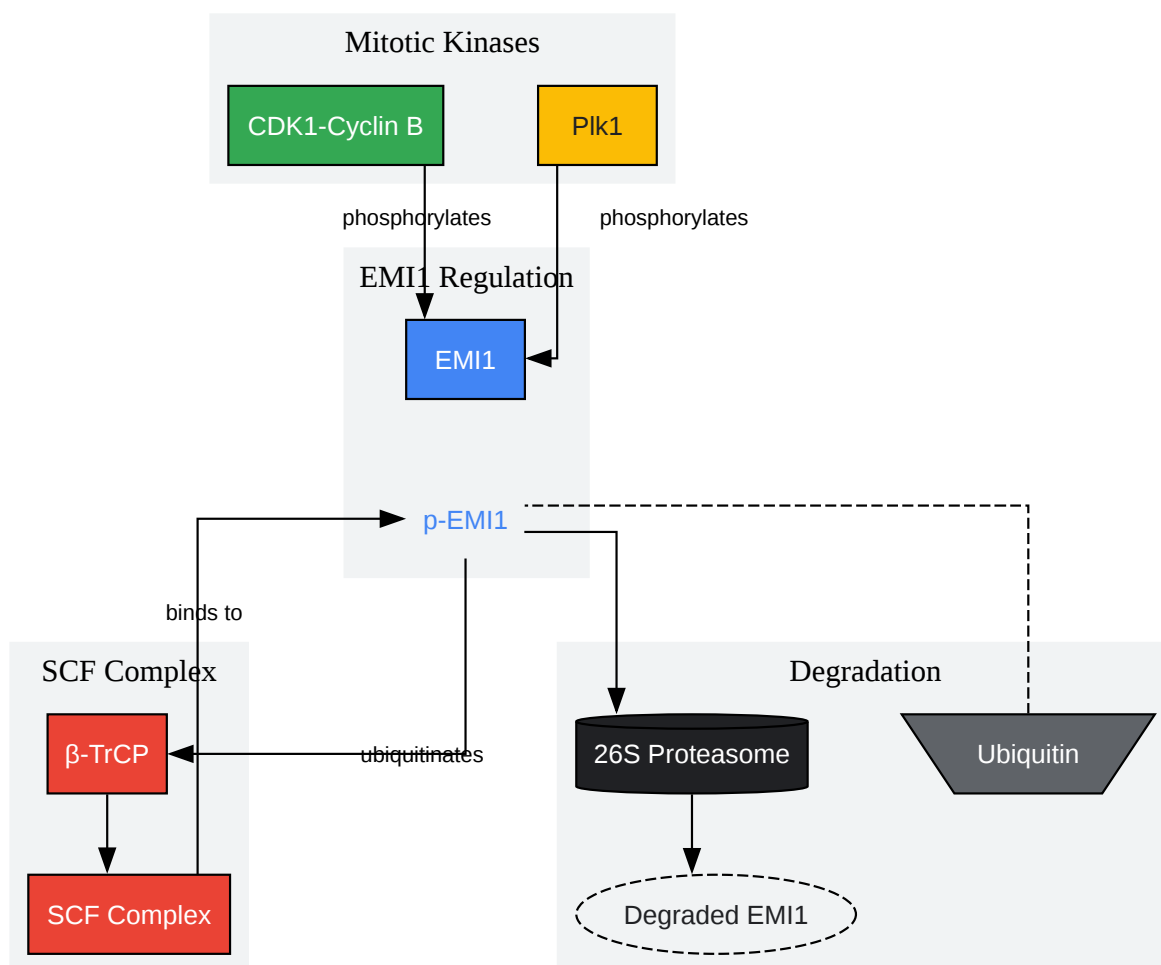 Mitotic Kinases
CDK1-Cyclin B
Plk1
phosphorylates
phosphorylates
EMI1 Regulation
EMI1
p-EMI1
binds to
SCF Complex
Degradation
β-TrCP
ubiquitinates
26S Proteasome
Ubiquitin
SCF Complex
Degraded EMI1